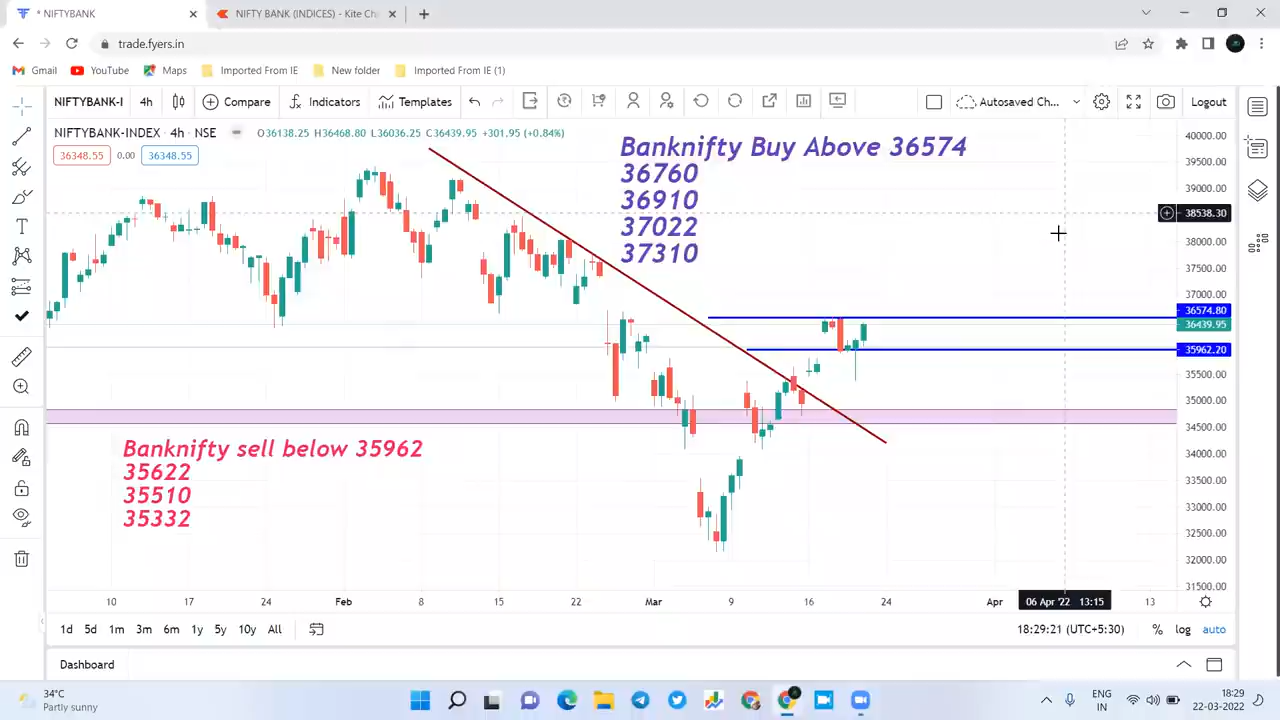 * NIFTYBANK
NIFTY BANK (INDICES) - Kite Ch
trade.fyers.in
Gmail
YouTube
Maps
Imported From IE
New folder
Imported From IE (1)
NIFTYBANK-I
4h
Compare
Indicators
Templates
Autosaved Ch...
Logout
NIFTYBANK-INDEX · 4h · NSE
O36138.25 H36468.80 L36036.25 C36439.95 +301.95 (+0.84%)
36348.55
0.00
36348.55
Banknifty Buy Above 36574
36760
36910
37022
37310
Banknifty sell below 35962
35622
35510
35332
40000.00
39500.00
39000.00
38538.30
38000.00
37500.00
37000.00
36574.80
36439.95
35962.20
35500.00
35000.00
34500.00
34000.00
33500.00
33000.00
32500.00
32000.00
31500.00
10
17
24
Feb
8
15
22
Mar
9
16
24
Apr
06 Apr '22 13:15
13
1d
5d
1m
3m
6m
1y
5y
10y
All
18:29:21 (UTC+5:30)
%
log
auto
Dashboard
34°C
Partly sunny
ENG
IN
18:29
22-03-2022